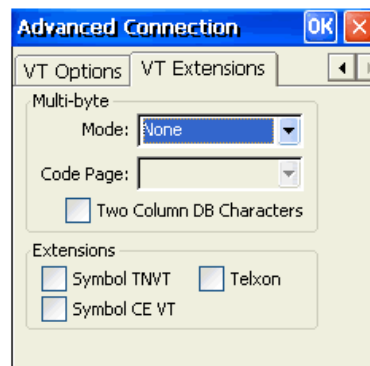 Advanced Connection OK
VT Options VT Extensions
Multi-byte
Mode: None
Code Page:
Two Column DB Characters
Extensions
Symbol TNVT Telxon
Symbol CE VT